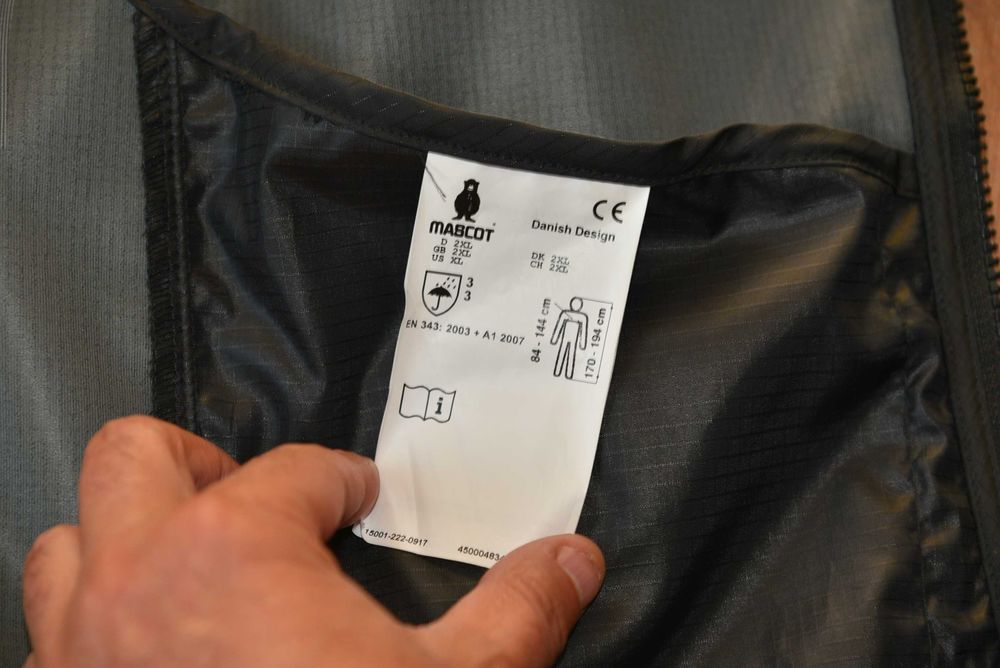 CE
MASCOT
Danish Design
D 2XL
GB 2XL
US XL
DK 2XL
CH 2XL
3
3
EN 343: 2003 + A1 2007
84 - 144 cm
170 - 194 cm
i
15001-222-0917
45000483